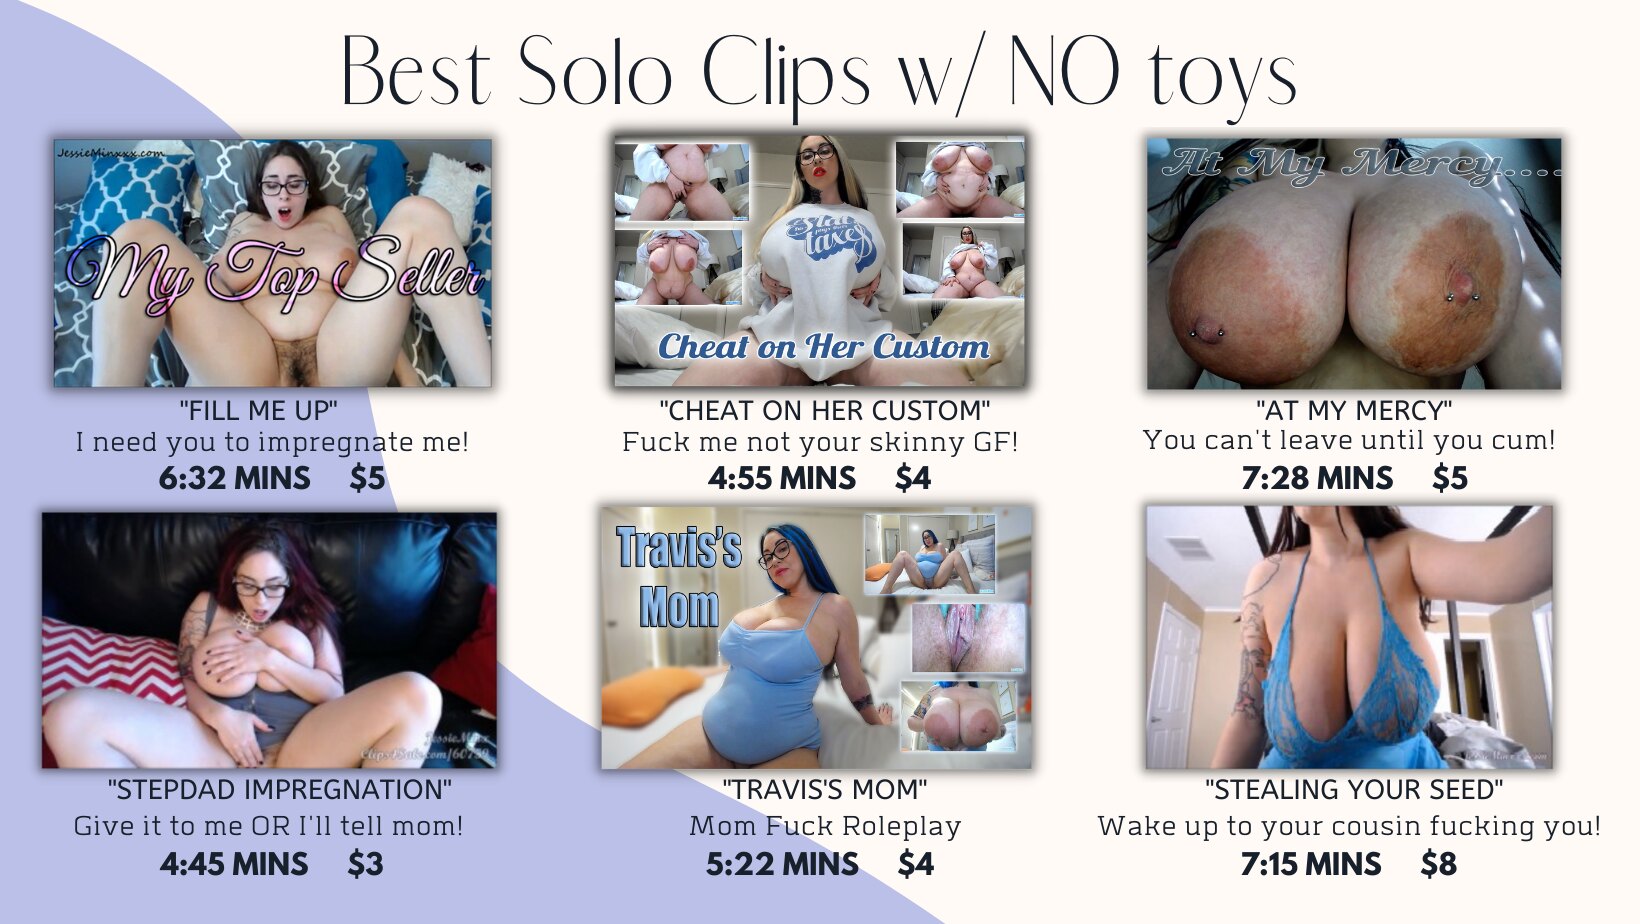 Best Solo Clips w/ NO toys
JessieMinxxx.com
My Top Seller
"FILL ME UP"
I need you to impregnate me!
6:32 MINS $5
Stay
taxes
Cheat on Her Custom
"CHEAT ON HER CUSTOM"
Fuck me not your skinny GF!
4:55 MINS $4
At My Mercy....
"AT MY MERCY"
You can't leave until you cum!
7:28 MINS $5
"STEPDAD IMPREGNATION"
Give it to me OR I'll tell mom!
4:45 MINS $3
Travis's
Mom
"TRAVIS'S MOM"
Mom Fuck Roleplay
5:22 MINS $4
"STEALING YOUR SEED"
Wake up to your cousin fucking you!
7:15 MINS $8